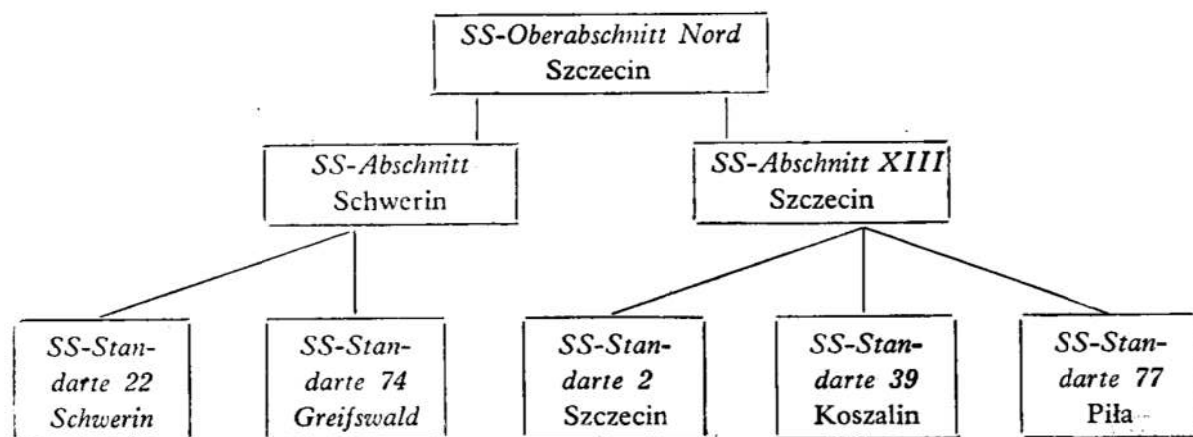 SS-Oberabschnitt Nord
Szczecin
SS-Abschnitt
Schwerin
SS-Abschnitt XIII
Szczecin
SS-Stan-
darte 22
Schwerin
SS-Stan-
darte 74
Greifswald
SS-Stan-
darte 2
Szczecin
SS-Stan-
darte 39
Koszalin
SS-Stan-
darte 77
Piła